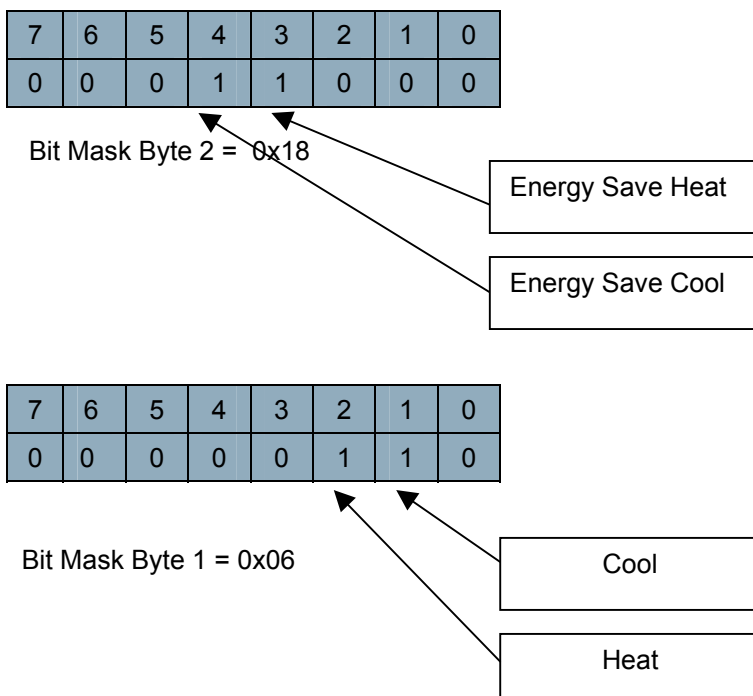 7 6 5 4 3 2 1 0
0 0 0 1 1 0 0 0
Bit Mask Byte 2 = 0x18
Energy Save Heat
Energy Save Cool
7 6 5 4 3 2 1 0
0 0 0 0 0 1 1 0
Bit Mask Byte 1 = 0x06
Cool
Heat